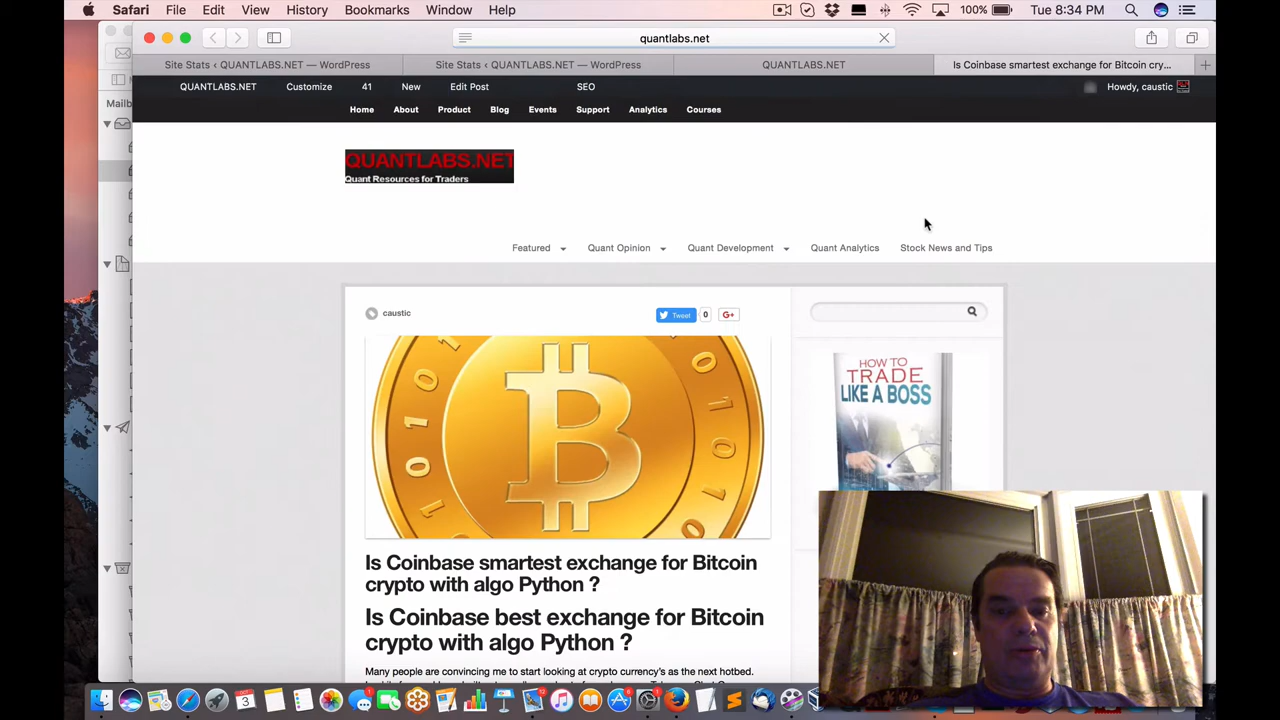 Safari File Edit View History Bookmarks Window Help 100% Tue 8:34 PM
quantlabs.net
Site Stats ‹ QUANTLABS.NET — WordPress
Site Stats ‹ QUANTLABS.NET — WordPress
QUANTLABS.NET
Is Coinbase smartest exchange for Bitcoin cry...
QUANTLABS.NET Customize 41 New Edit Post SEO Howdy, caustic
Mailb
Home About Product Blog Events Support Analytics Courses
QUANTLABS.NET
Quant Resources for Traders
Featured Quant Opinion Quant Development Quant Analytics Stock News and Tips
caustic
Tweet 0 G+
HOW TO
TRADE
LIKE A BOSS
Is Coinbase smartest exchange for Bitcoin
crypto with algo Python ?
Is Coinbase best exchange for Bitcoin
crypto with algo Python ?
Many people are convincing me to start looking at crypto currency's as the next hotbed.